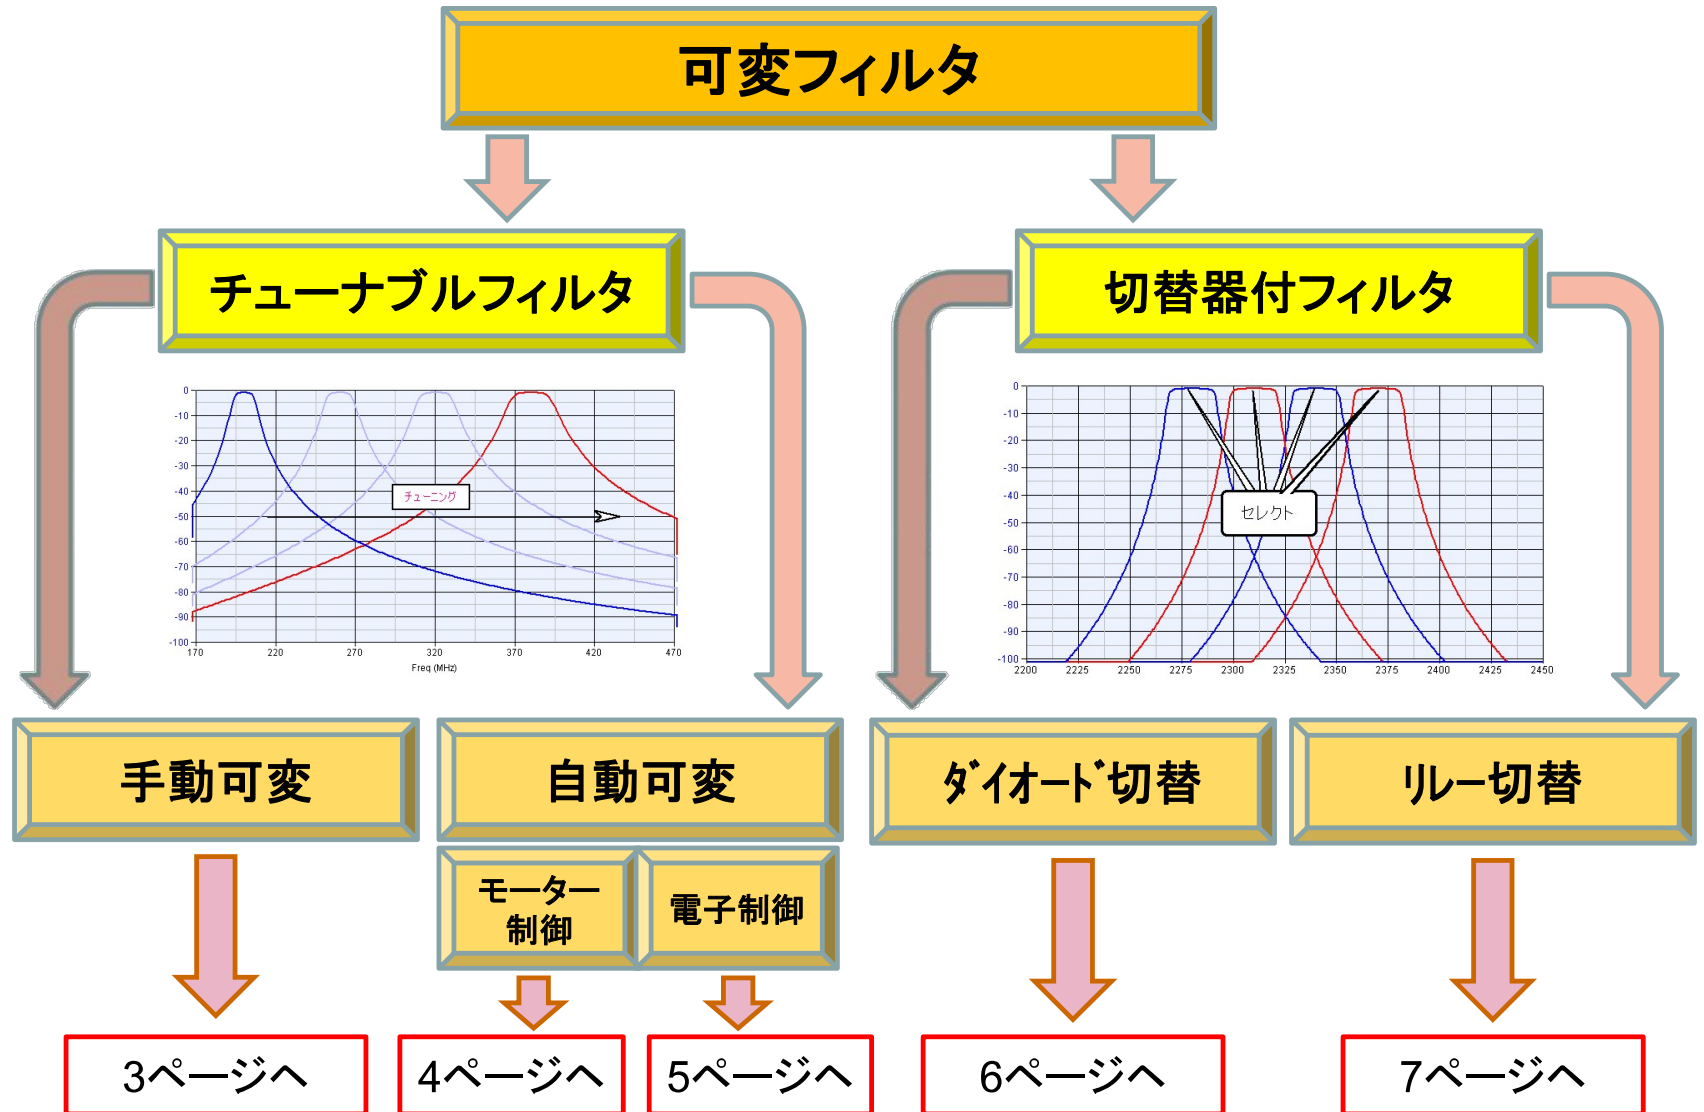 可変フィルタ
チューナブルフィルタ
切替器付フィルタ
0
-10
-20
-30
-40
-50
-60
-70
-80
-90
-100
170 220 270 320 370 420 470
Freq (MHz)
チューニング
0
-10
-20
-30
-40
-50
-60
-70
-80
-90
-100
2200 2225 2250 2275 2300 2325 2350 2375 2400 2425 2450
セレクト
手動可変
自動可変
ﾀﾞｲｵｰﾄﾞ切替
ﾘﾚｰ切替
モーター
制御
電子制御
3ページへ
4ページへ
5ページへ
6ページへ
7ページへ